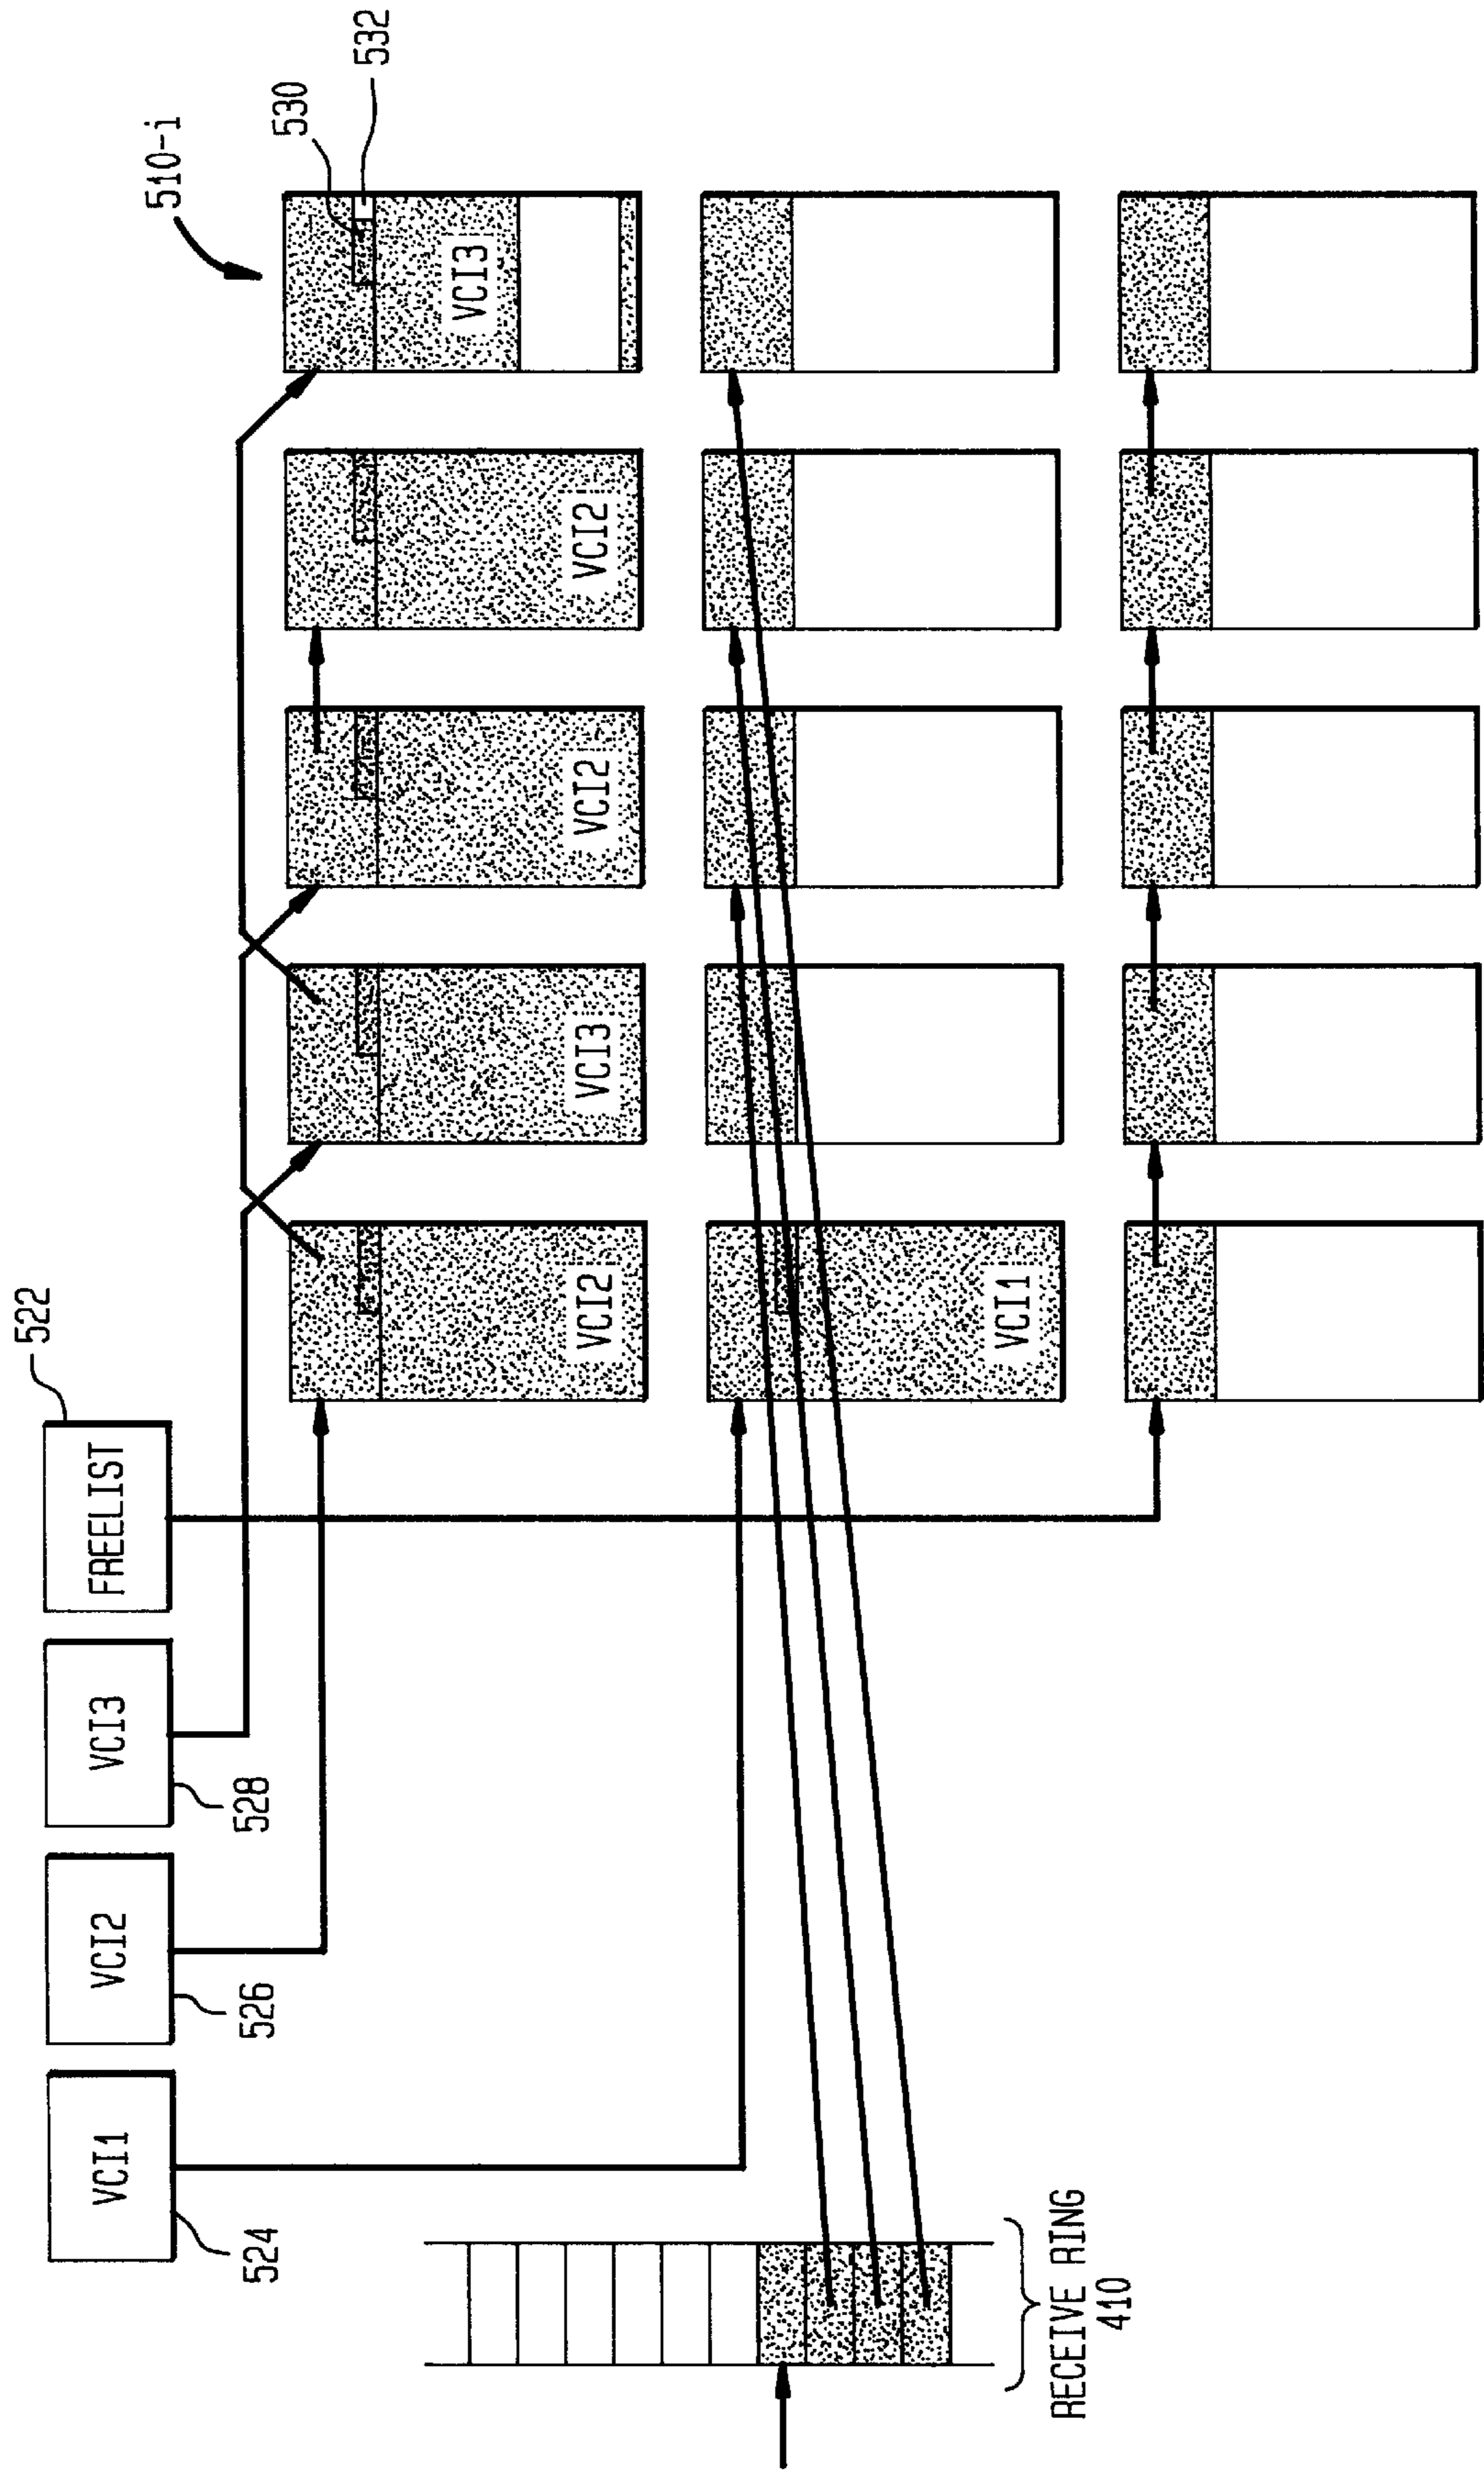 522
VCI1
VCI2
VCI3
FREELIST
524
526
528
510-i
530
532
VCI2
VCI3
VCI2
VCI2
VCI3
VCI1
RECEIVE RING
410